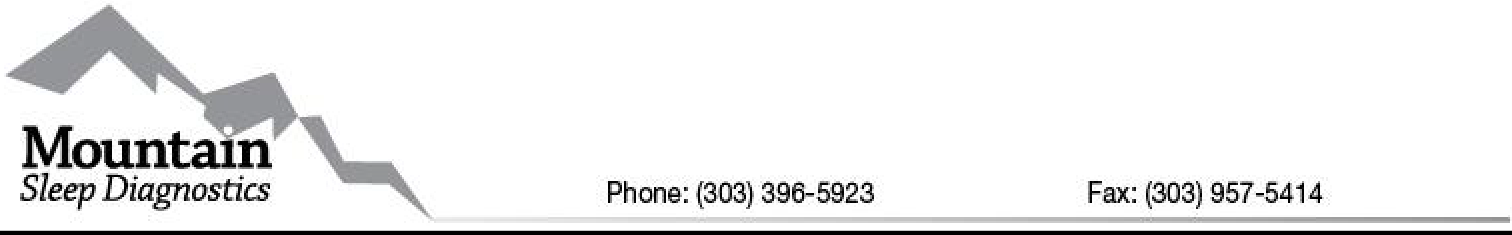 Mountain
Sleep Diagnostics
Phone: (303) 396-5923 Fax: (303) 957-5414